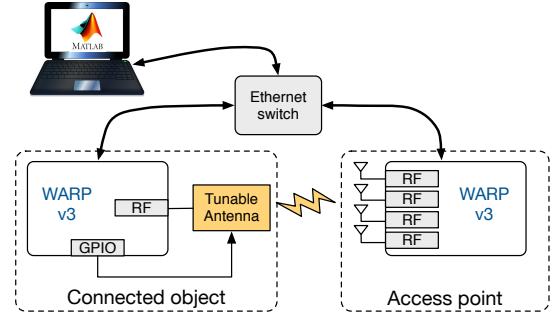 MATLAB
Ethernet
switch
WARP
v3
RF
GPIO
Tunable
Antenna
RF
RF
RF
RF
WARP
v3
Connected object
Access point